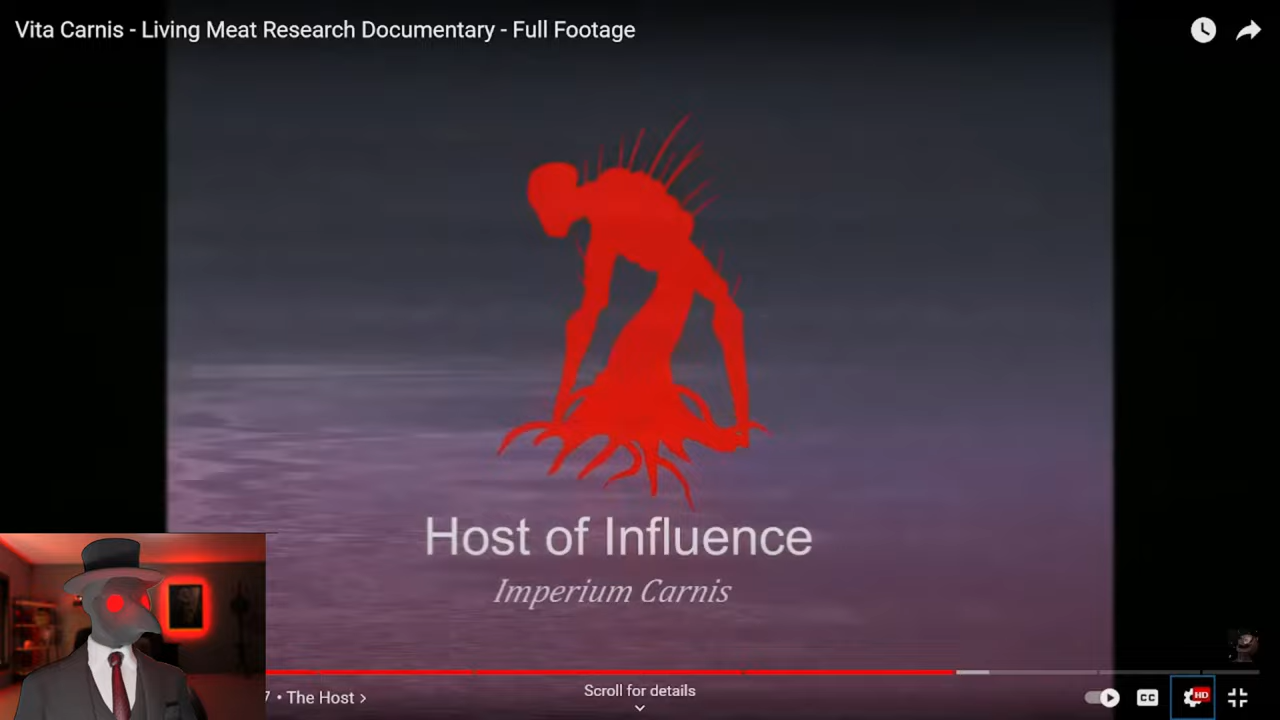 Vita Carnis - Living Meat Research Documentary - Full Footage
Host of Influence
Imperium Carnis
7 • The Host >
Scroll for details
CC
HD